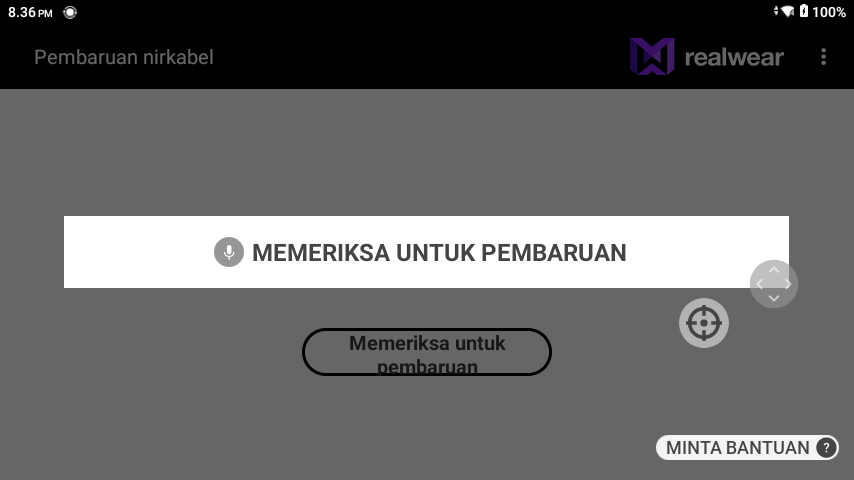 8.36 PM
100%
Pembaruan nirkabel
realwear
MEMERIKSA UNTUK PEMBARUAN
Memeriksa untuk
pembaruan
MINTA BANTUAN ?